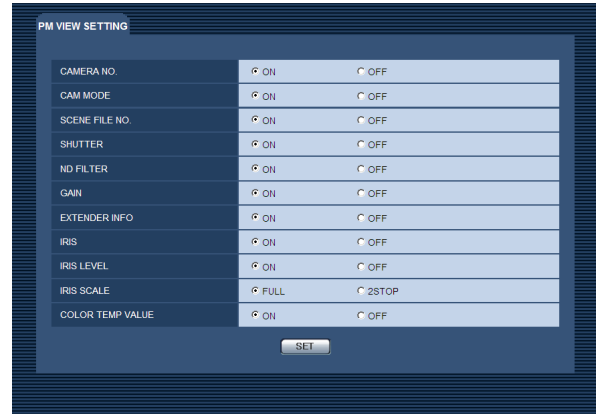 PM VIEW SETTING
CAMERA NO. ON OFF
CAM MODE ON OFF
SCENE FILE NO. ON OFF
SHUTTER ON OFF
ND FILTER ON OFF
GAIN ON OFF
EXTENDER INFO ON OFF
IRIS ON OFF
IRIS LEVEL ON OFF
IRIS SCALE FULL 2STOP
COLOR TEMP VALUE ON OFF
SET